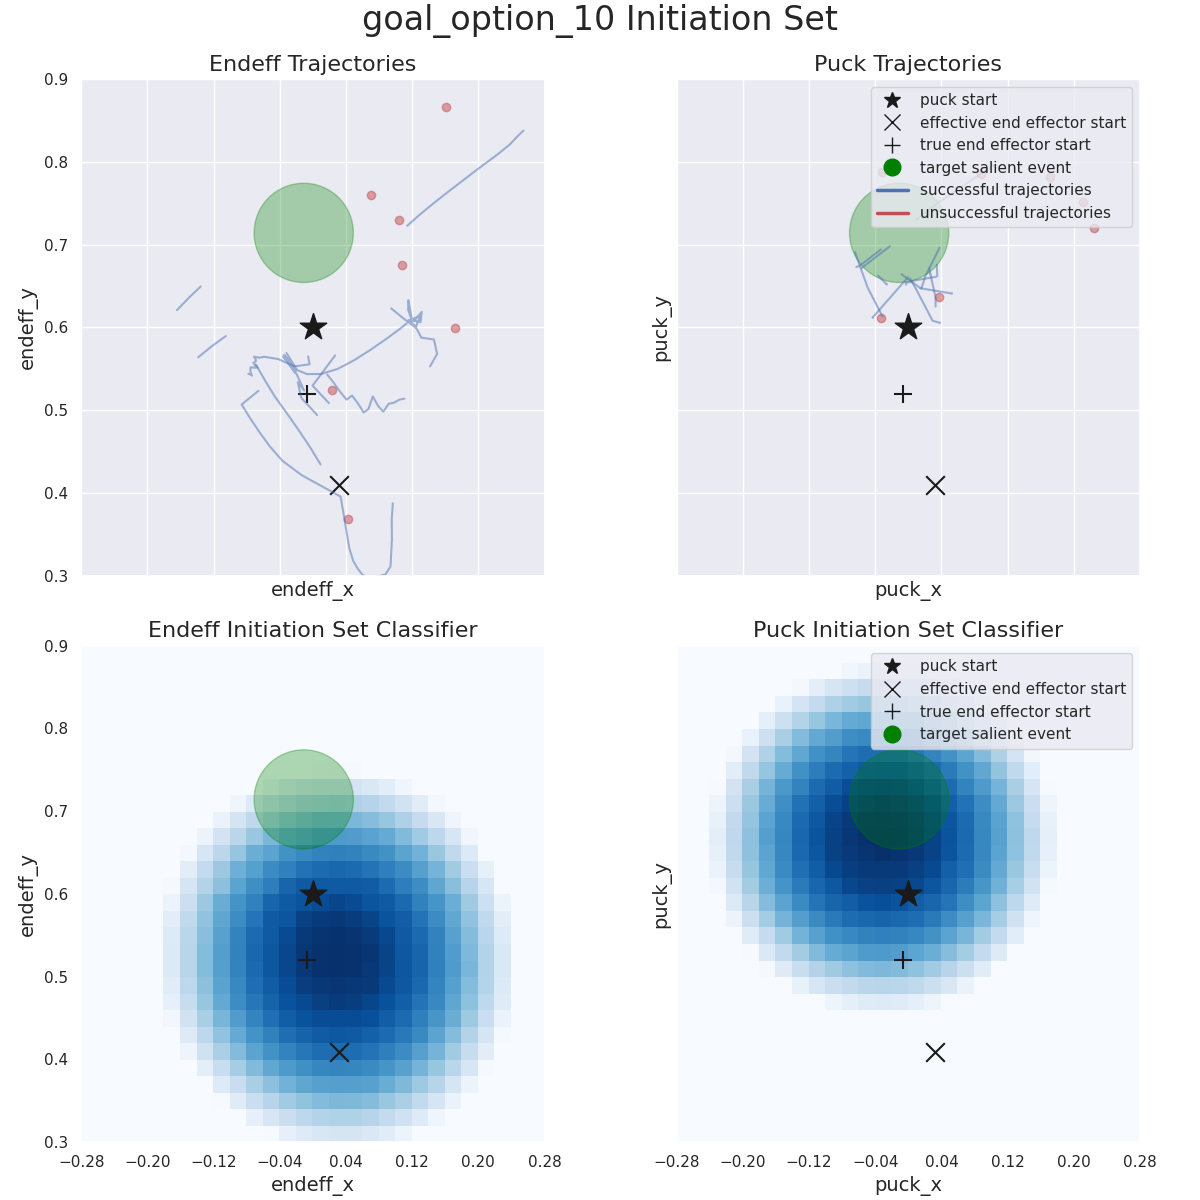 goal_option_10 Initiation Set
Endeff Trajectories
0.9
0.8
0.7
0.6
0.5
0.4
0.3
endeff_y
endeff_x
Puck Trajectories
puck start
effective end effector start
true end effector start
target salient event
successful trajectories
unsuccessful trajectories
puck_y
puck_x
Endeff Initiation Set Classifier
0.9
0.8
0.7
0.6
0.5
0.4
0.3
endeff_y
−0.28 −0.20 −0.12 −0.04 0.04 0.12 0.20 0.28
endeff_x
Puck Initiation Set Classifier
puck start
effective end effector start
true end effector start
target salient event
puck_y
−0.28 −0.20 −0.12 −0.04 0.04 0.12 0.20 0.28
puck_x